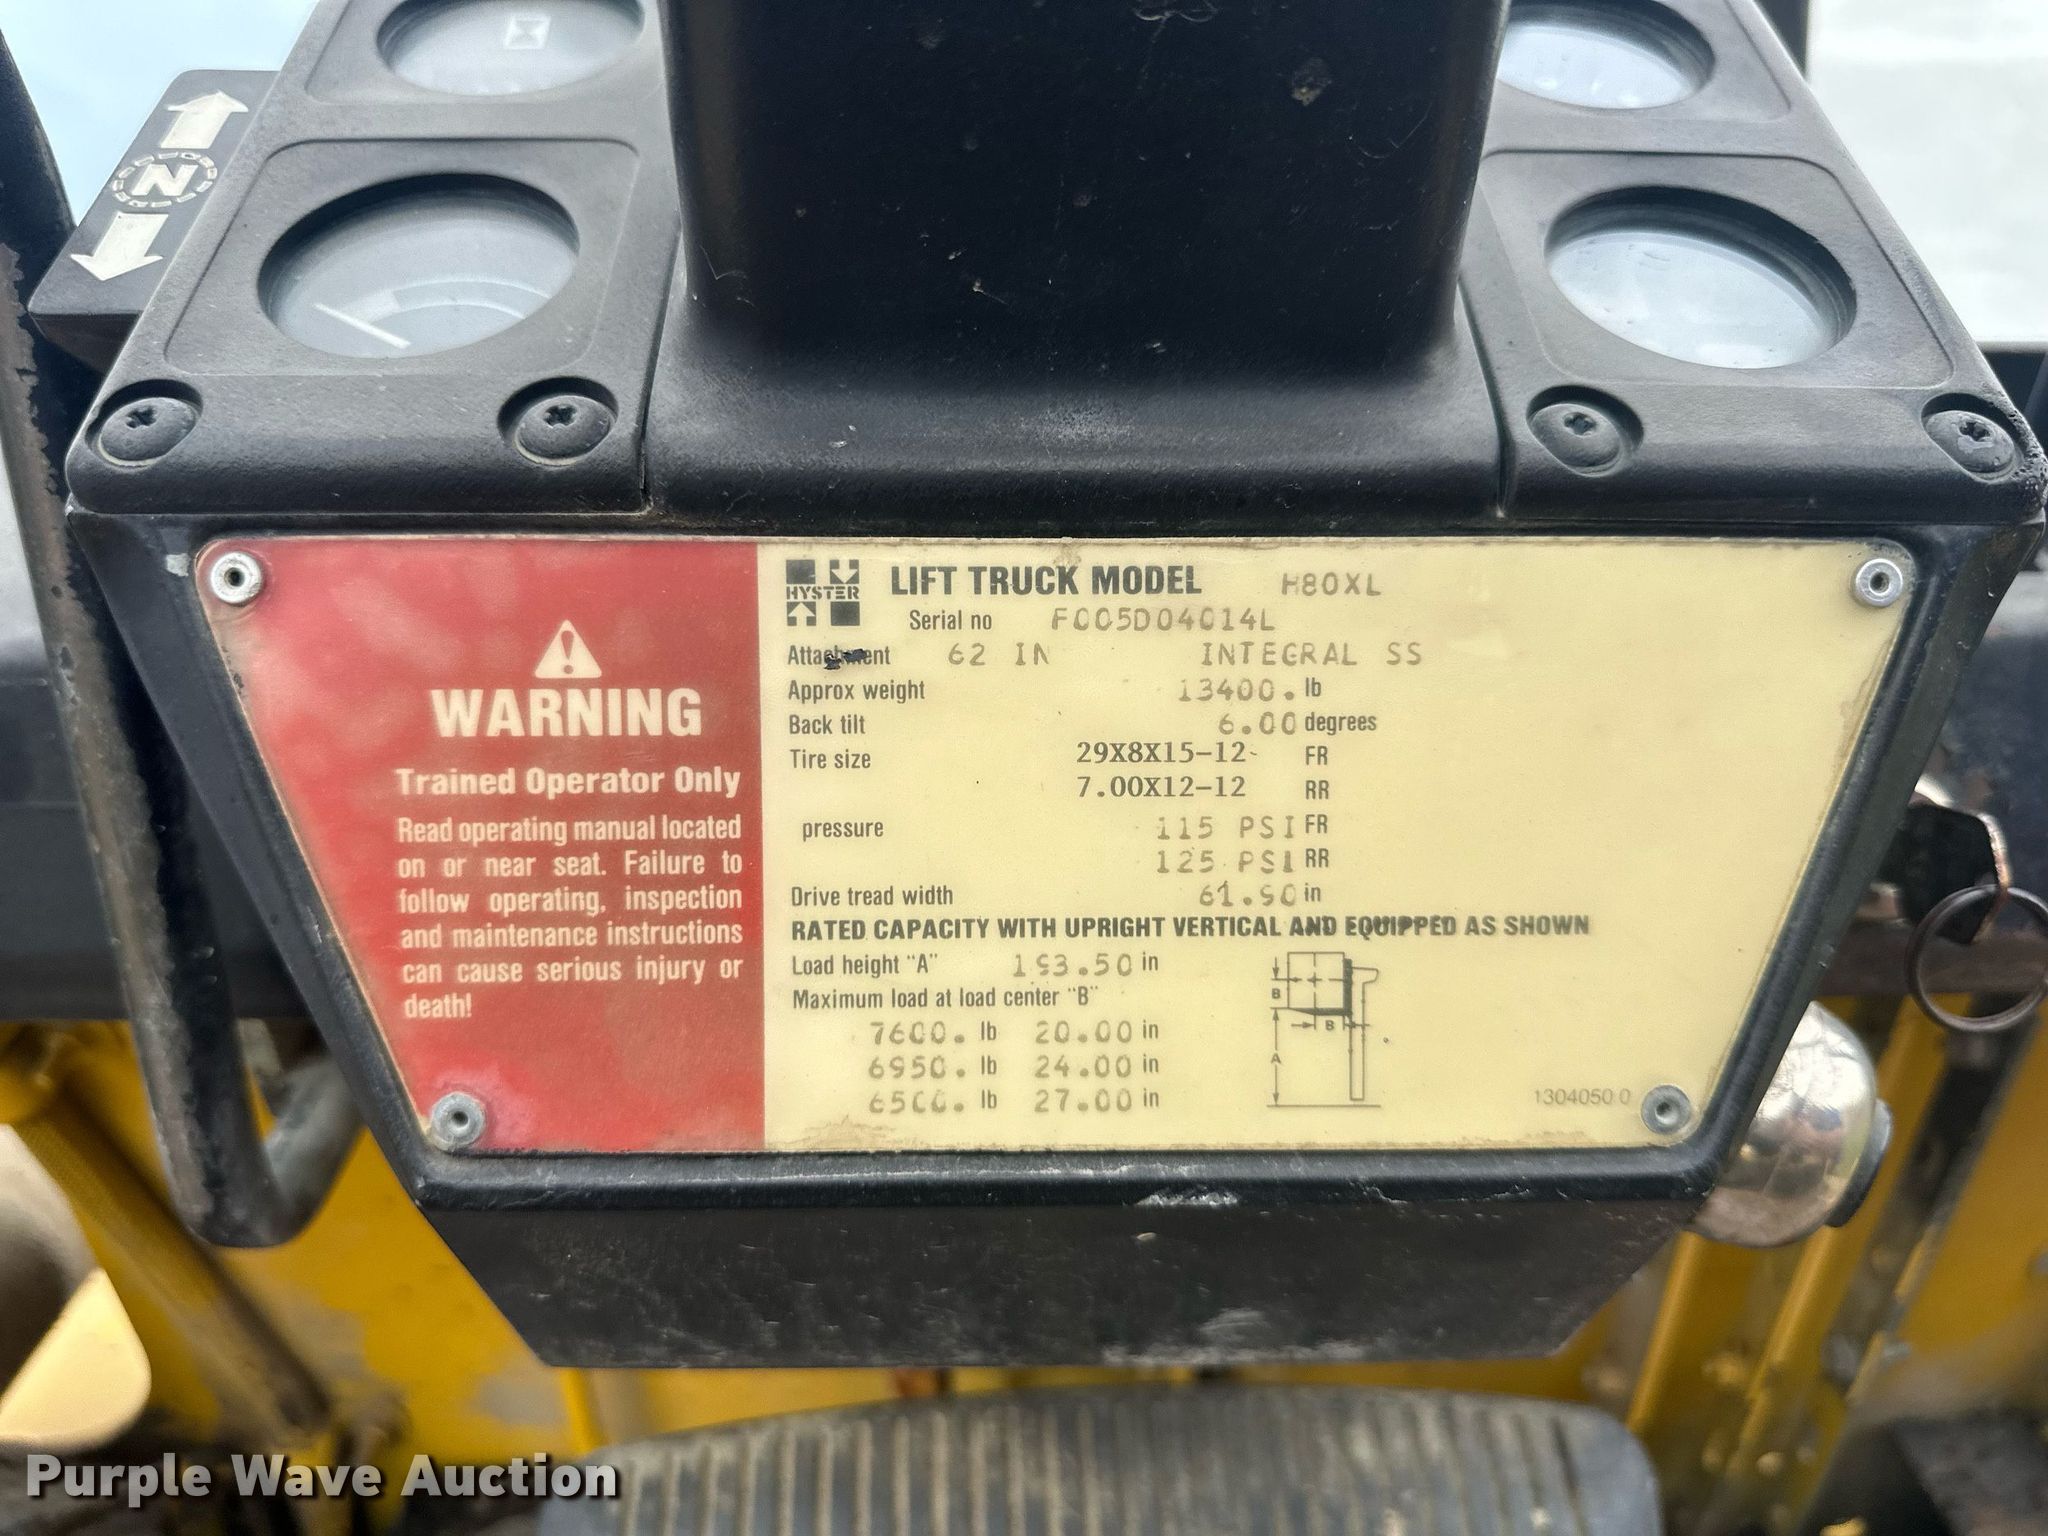 N
WARNING
Trained Operator Only
Read operating manual located
on or near seat. Failure to
follow operating, inspection
and maintenance instructions
can cause serious injury or
death!
HYSTER
LIFT TRUCK MODEL H80XL
Serial no F005D04014L
Attachment 62 IN INTEGRAL SS
Approx weight 13400. lb
Back tilt 6.00 degrees
Tire size 29X8X15-12 FR
7.00X12-12 RR
pressure 115 PSI FR
125 PSI RR
Drive tread width 61.90 in
RATED CAPACITY WITH UPRIGHT VERTICAL AND EQUIPPED AS SHOWN
Load height "A" 193.50 in
Maximum load at load center "B"
7600. lb 20.00 in
6950. lb 24.00 in
6500. lb 27.00 in
B
B
A
1304050 0
Purple Wave Auction